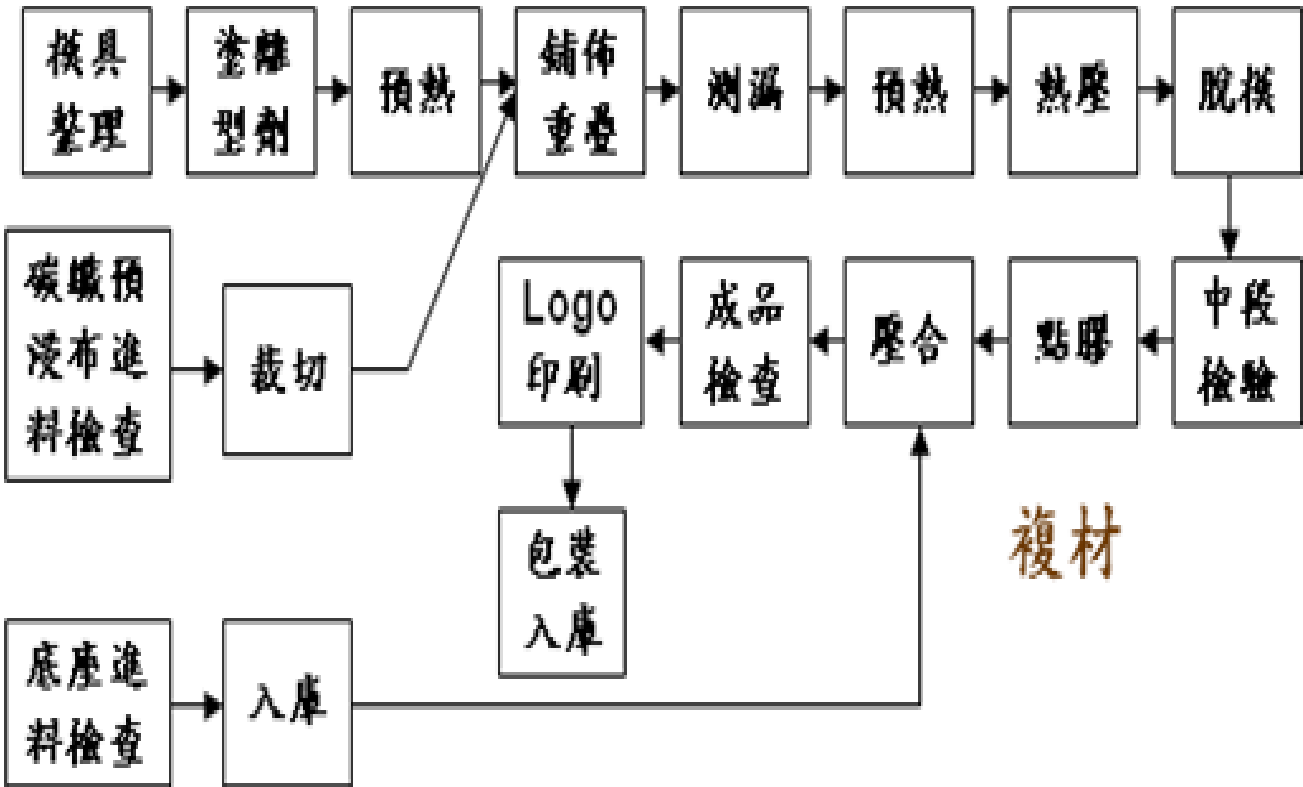 模具
整理
塗離
型劑
預熱
鋪佈
重疊
測漏
預熱
熱壓
脫模
碳纖預
浸布進
料檢查
裁切
Logo
印刷
成品
檢查
壓合
點膠
中段
檢驗
複材
包裝
入庫
底座進
料檢查
入庫